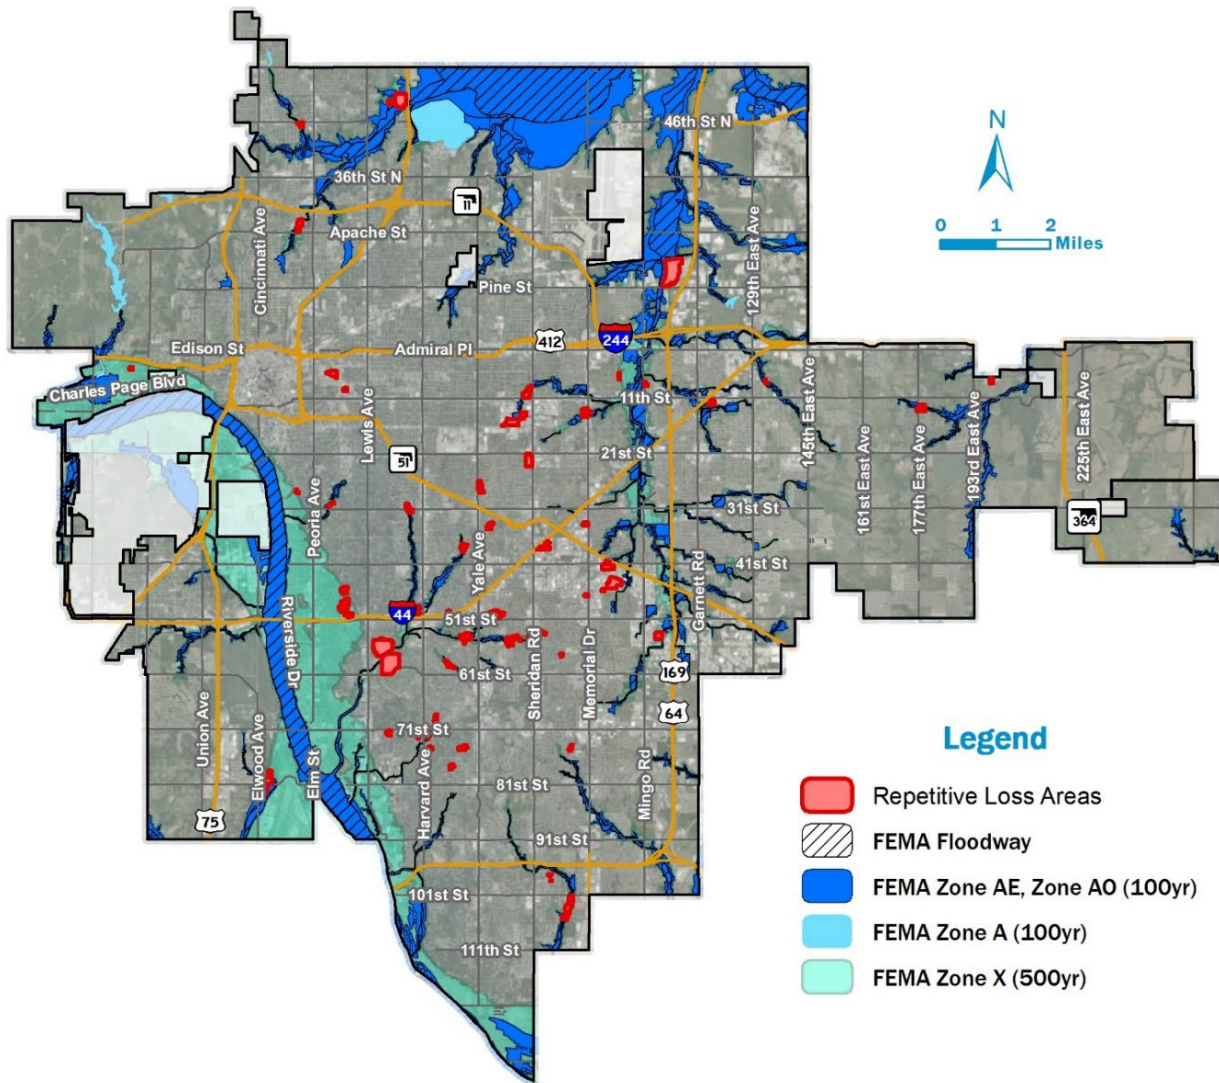 N
0 1 2
Miles
46th St N
36th St N
11
Apache St
Cincinnati Ave
Pine St
129th East Ave
412
244
Edison St
Admiral Pl
Charles Page Blvd
11th St
Lewis Ave
51
21st St
145th East Ave
161st East Ave
177th East Ave
193rd East Ave
225th East Ave
364
Peoria Ave
31st St
Yale Ave
41st St
Garnett Rd
44
51st St
Riverside Dr
Sheridan Rd
Memorial Dr
61st St
169
64
Union Ave
Elwood Ave
Elm St
71st St
Harvard Ave
81st St
Mingo Rd
75
91st St
101st St
111th St
Legend
Repetitive Loss Areas
FEMA Floodway
FEMA Zone AE, Zone AO (100yr)
FEMA Zone A (100yr)
FEMA Zone X (500yr)